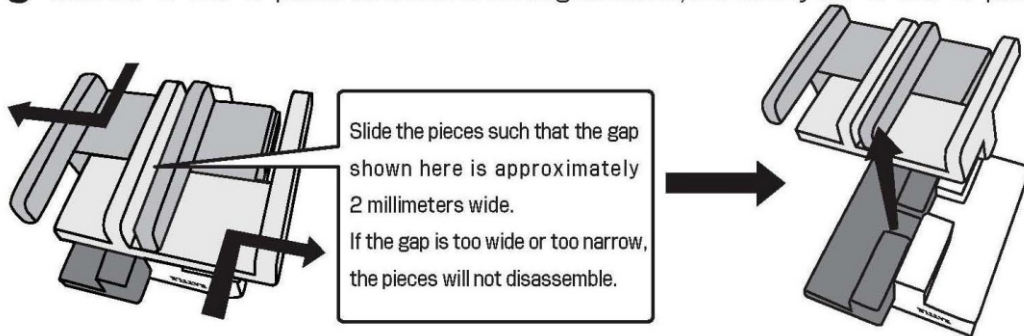 Slide the pieces such that the gap
shown here is approximately
2 millimeters wide.
If the gap is too wide or too narrow,
the pieces will not disassemble.